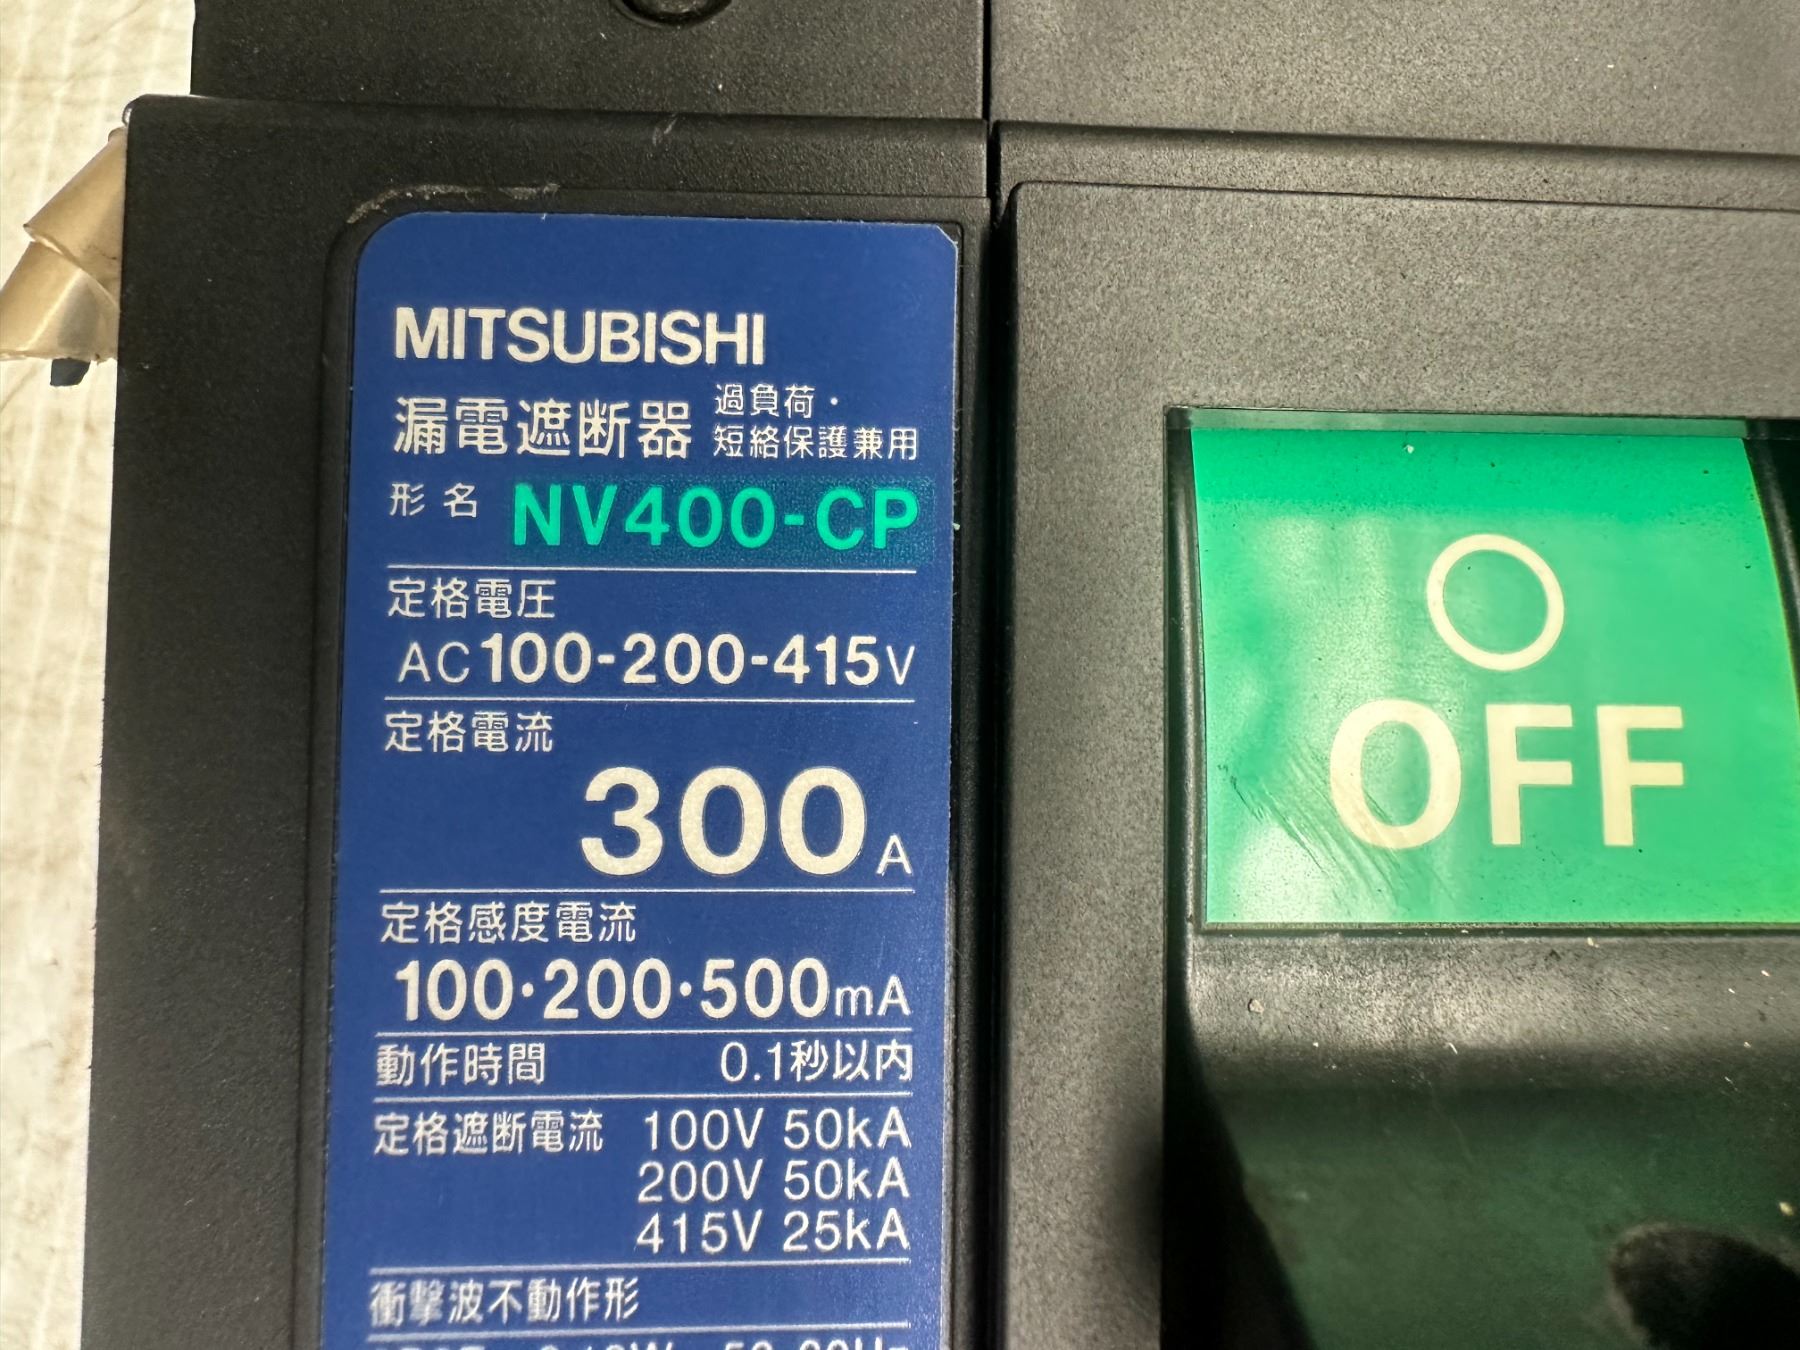 MITSUBISHI
漏電遮断器 過負荷・
短絡保護兼用
形名 NV400-CP
定格電圧
AC100-200-415V
定格電流
300A
定格感度電流
100・200・500mA
動作時間 0.1秒以内
定格遮断電流 100V 50kA
200V 50kA
415V 25kA
衝撃波不動作形
OFF